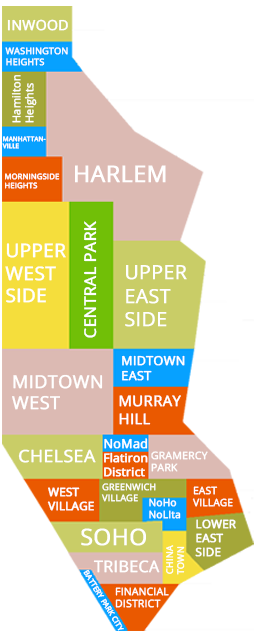 INWOOD
WASHINGTON
HEIGHTS
Hamilton
Heights
MANHATTAN-
VILLE
MORNINGSIDE
HEIGHTS
HARLEM
UPPER
WEST
SIDE
CENTRAL PARK
UPPER
EAST
SIDE
MIDTOWN
WEST
MIDTOWN
EAST
MURRAY
HILL
CHELSEA
NoMad
Flatiron
District
GRAMERCY
PARK
WEST
VILLAGE
GREENWICH
VILLAGE
NoHo
NoLita
EAST
VILLAGE
SOHO
CHINA
TOWN
LOWER
EAST
SIDE
TRIBECA
BATTERY PARK CITY
FINANCIAL
DISTRICT